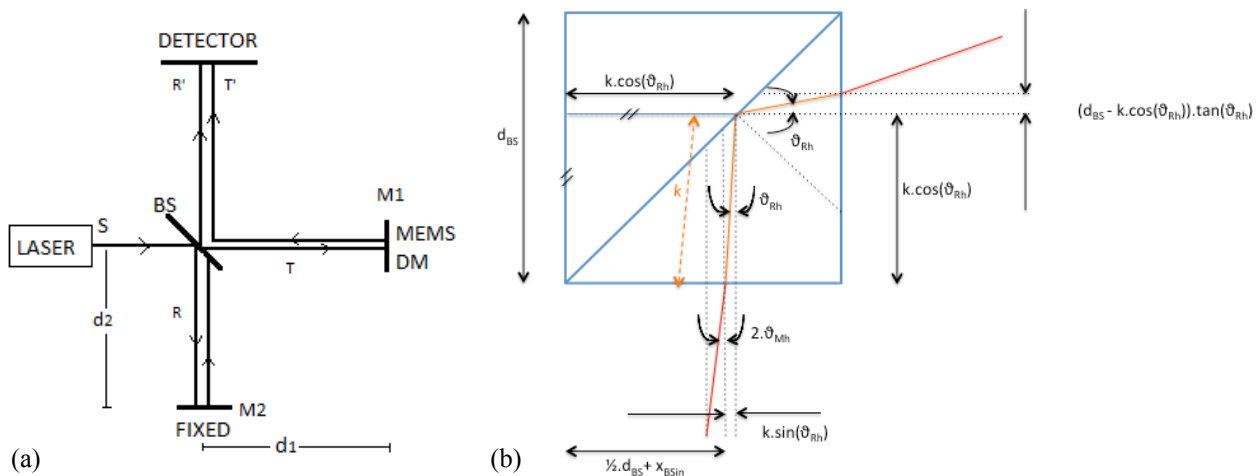 DETECTOR
R' T'
M1
BS
LASER
S
MEMS
DM
T
d2
R
M2
FIXED
d1
(a)
k.cos(ϑRh)
dBS
k
ϑRh
ϑRh
k.cos(ϑRh)
(dBS - k.cos(ϑRh)).tan(ϑRh)
2.ϑMh
k.sin(ϑRh)
½.dBS + xBSin
(b)